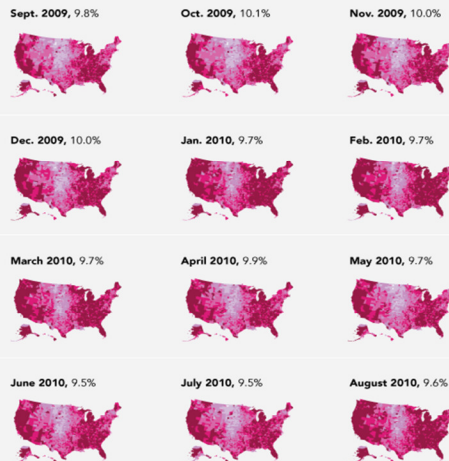 Sept. 2009, 9.8%
Oct. 2009, 10.1%
Nov. 2009, 10.0%
Dec. 2009, 10.0%
Jan. 2010, 9.7%
Feb. 2010, 9.7%
March 2010, 9.7%
April 2010, 9.9%
May 2010, 9.7%
June 2010, 9.5%
July 2010, 9.5%
August 2010, 9.6%